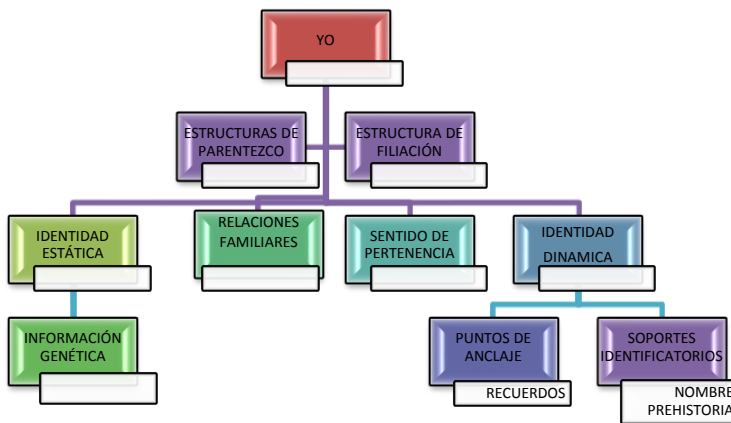 YO
ESTRUCTURAS DE
PARENTEZCO
ESTRUCTURA DE
FILIACIÓN
IDENTIDAD
ESTÁTICA
RELACIONES
FAMILIARES
SENTIDO DE
PERTENENCIA
IDENTIDAD
DINAMICA
INFORMACIÓN
GENÉTICA
PUNTOS DE
ANCLAJE
RECUERDOS
SOPORTES
IDENTIFICATORIOS
NOMBRE
PREHISTORIA